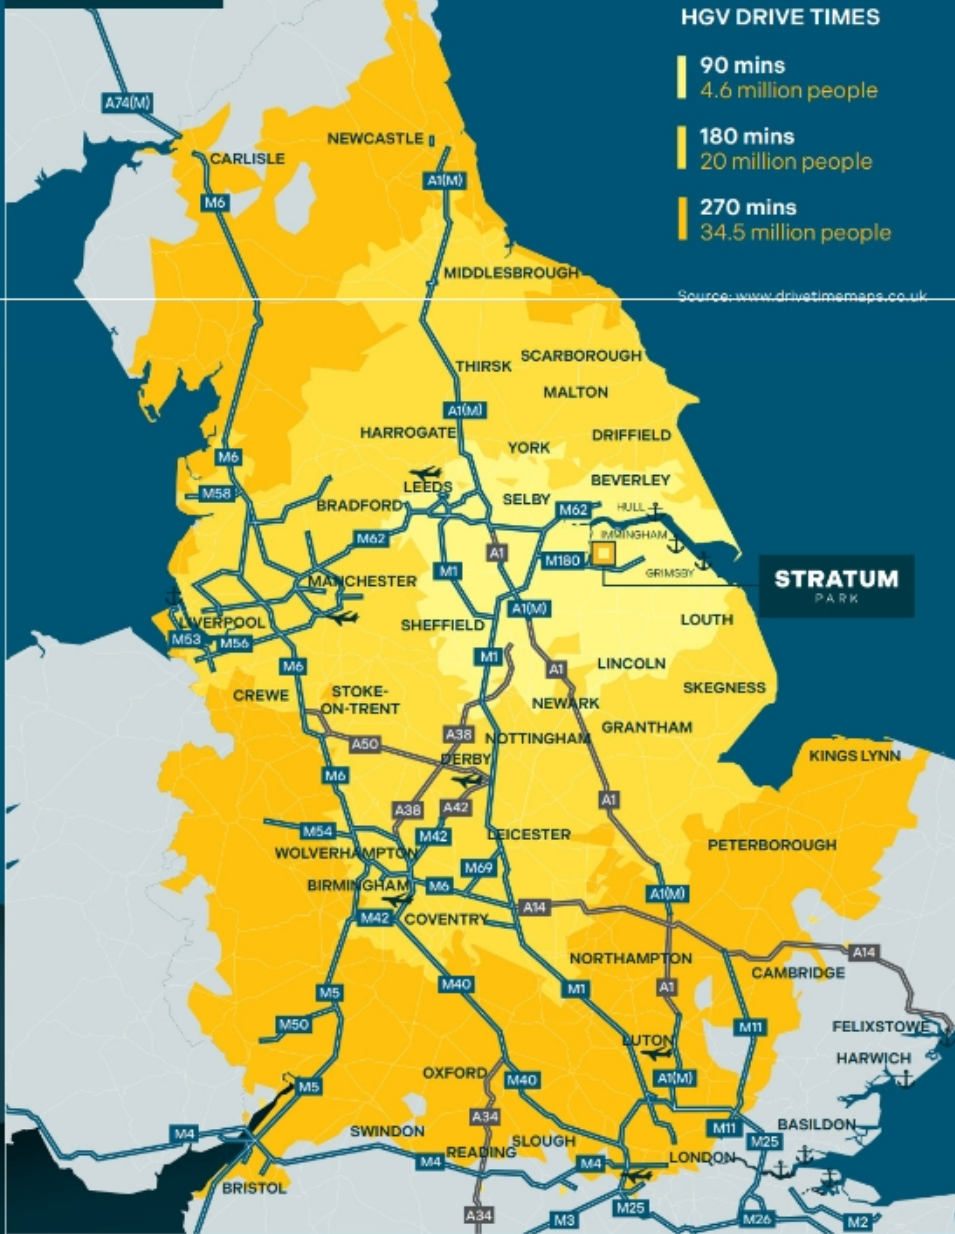 HGV DRIVE TIMES
90 mins
4.6 million people
180 mins
20 million people
270 mins
34.5 million people
Source: www.drivetimemaps.co.uk
A74(M)
NEWCASTLE
CARLISLE
A1(M)
M6
MIDDLESBROUGH
SCARBOROUGH
THIRSK
MALTON
A1(M)
HARROGATE
DRIFFIELD
YORK
M6
BEVERLEY
LEEDS
M58
SELBY
BRADFORD
M62
HULL
M62
IMMINGHAM
A1
M180
M1
GRIMSBY
MANCHESTER
STRATUM
PARK
A1(M)
LIVERPOOL
SHEFFIELD
LOUTH
M53
M56
M1
LINCOLN
M6
A1
SKEGNESS
CREWE
STOKE-
ON-TRENT
NEWARK
GRANTHAM
A38
NOTTINGHAM
A50
DERBY
KINGS LYNN
M6
A1
A38
A42
M54
M42
LEICESTER
WOLVERHAMPTON
PETERBOROUGH
M69
BIRMINGHAM
M6
A1(M)
A14
M42
COVENTRY
A14
NORTHAMPTON
CAMBRIDGE
M40
M1
A1
M5
M50
M11
FELIXSTOWE
LUTON
HARWICH
OXFORD
M40
A1(M)
M5
A34
BASILDON
M4
SWINDON
SLOUGH
M11
M25
READING
M4
M4
LONDON
BRISTOL
A34
M3
M25
M26
M2